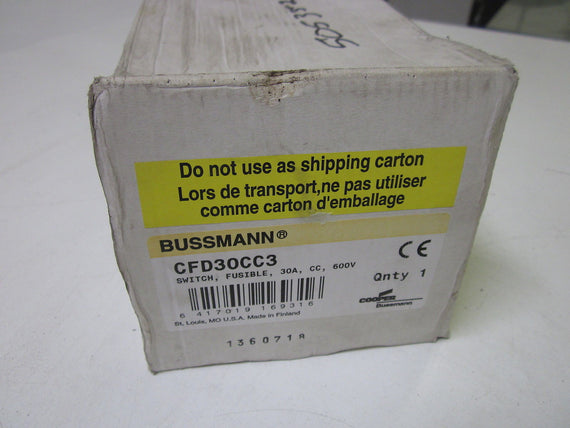 Do not use as shipping carton
Lors de transport,ne pas utiliser
comme carton d'emballage
BUSSMANN®
CFD30CC3
SWITCH, FUSIBLE, 30A, CC, 600V
CE
Qnty 1
6 417019 169316
COOPER
Bussmann
St. Louis, MO U.S.A. Made in Finland
1360718